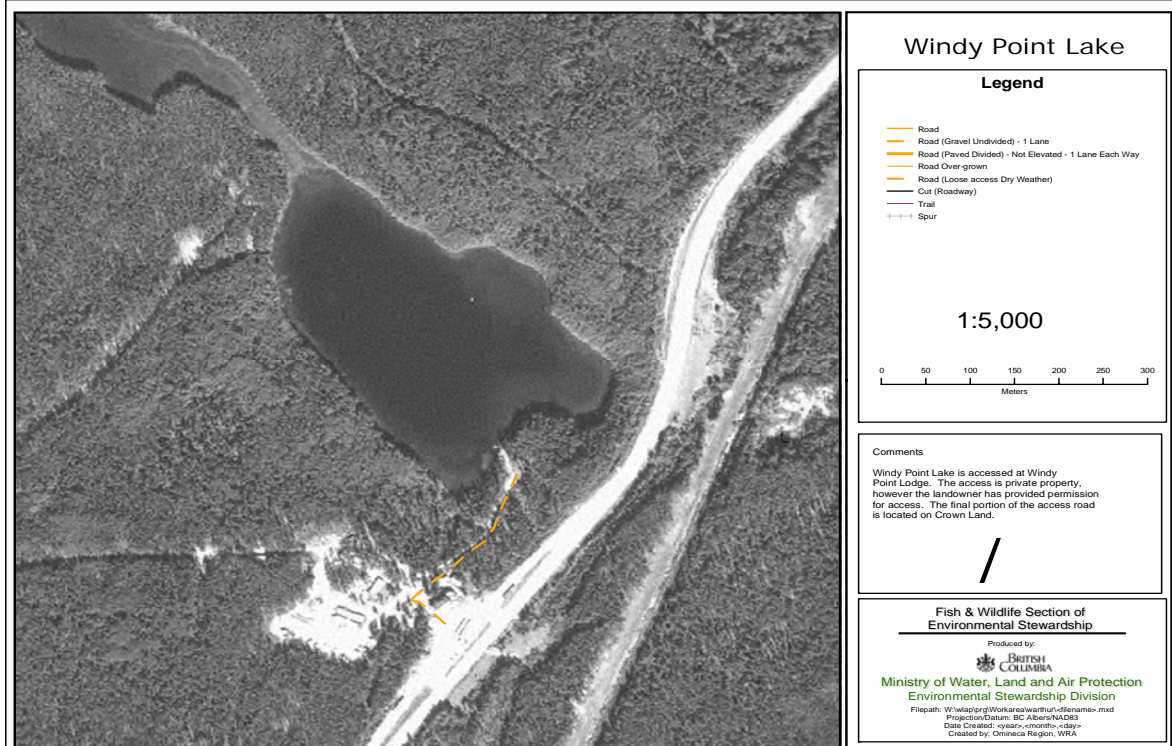 Windy Point Lake
Legend
Road
Road (Gravel Undivided) - 1 Lane
Road (Paved Divided) - Not Elevated - 1 Lane Each Way
Road Over-grown
Road (Loose access Dry Weather)
Cut (Roadway)
Trail
Spur
1:5,000
0 50 100 150 200 250 300
Meters
Comments
Windy Point Lake is accessed at Windy
Point Lodge. The access is private property,
however the landowner has provided permission
for access. The final portion of the access road
is located on Crown Land.
Fish & Wildlife Section of
Environmental Stewardship
Produced by:
BRITISH
COLUMBIA
Ministry of Water, Land and Air Protection
Environmental Stewardship Division
Filepath: W:\wlap\prg\Workarea\warthur\<filename>.mxd
Projection/Datum: BC Albers/NAD83
Date Created: <year>,<month>,<day>
Created by: Omineca Region, WRA